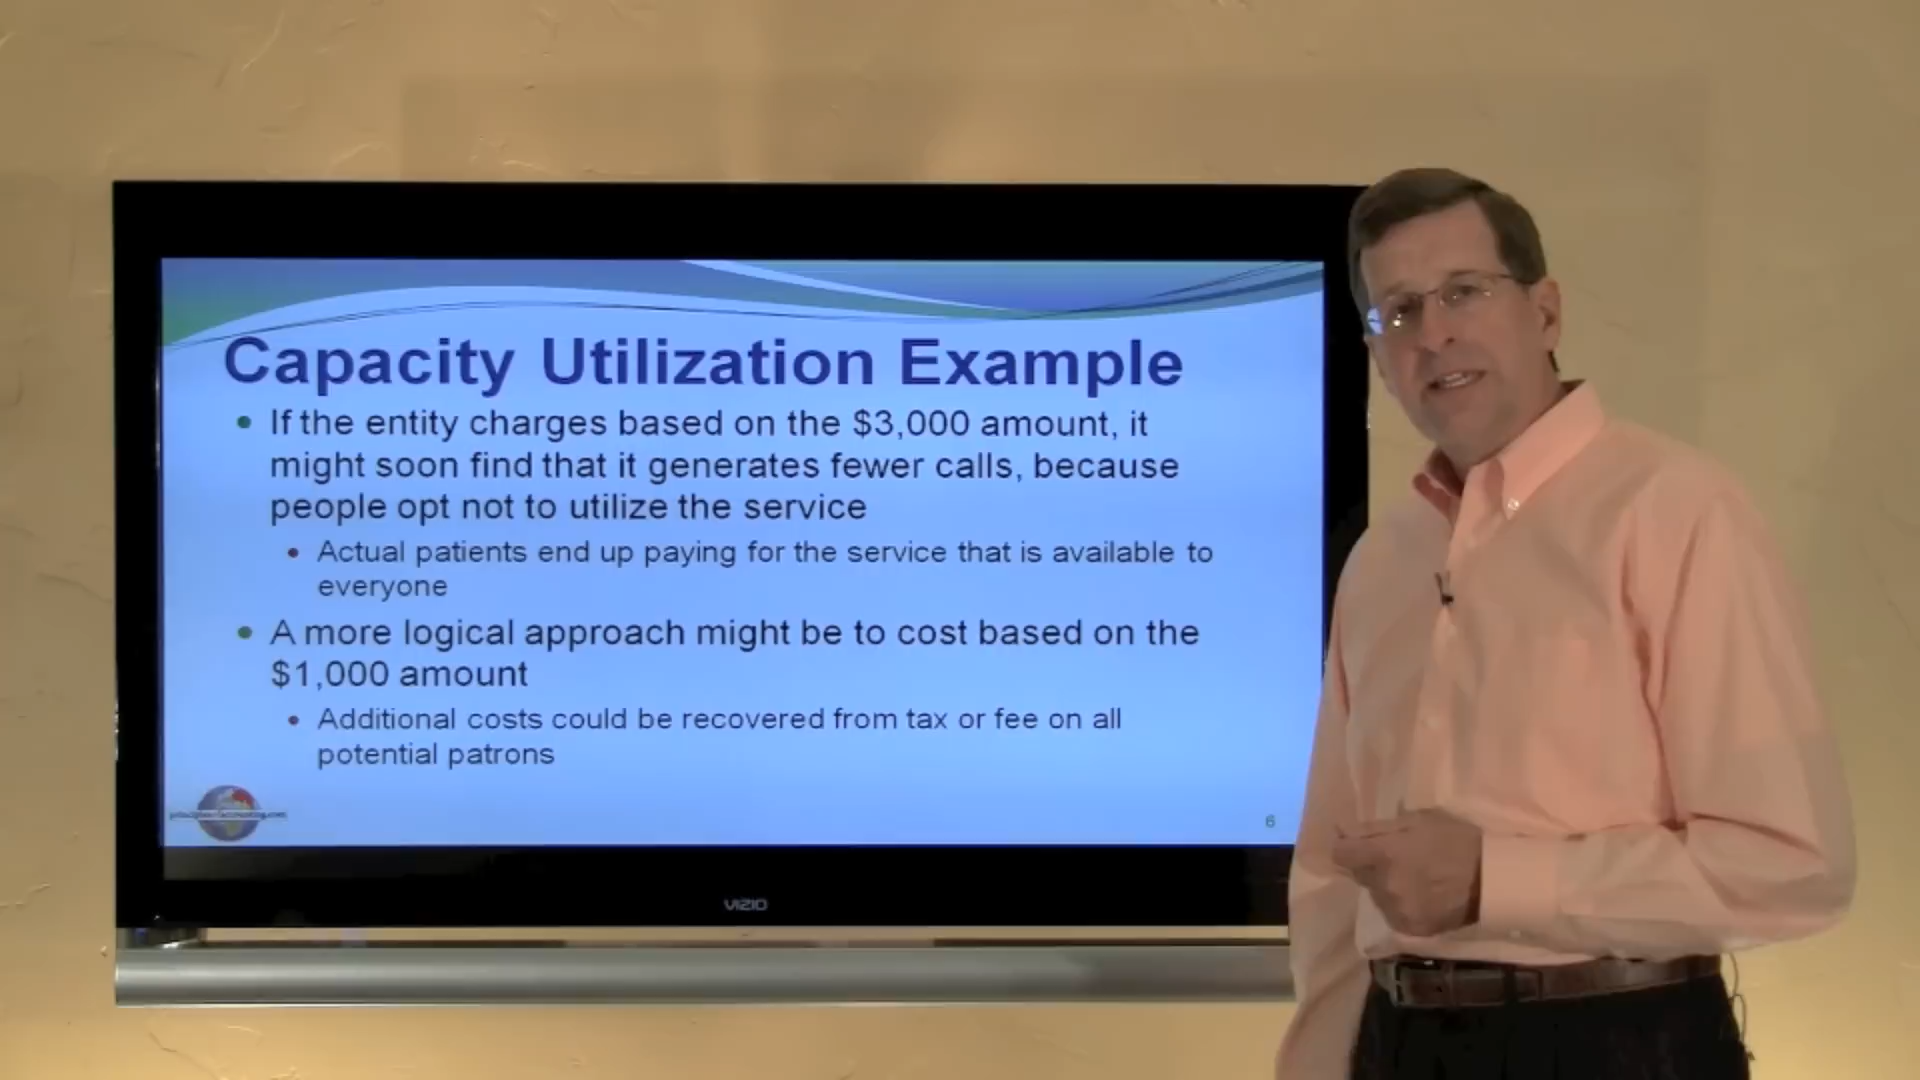 Capacity Utilization Example
If the entity charges based on the $3,000 amount, it
might soon find that it generates fewer calls, because
people opt not to utilize the service
Actual patients end up paying for the service that is available to
everyone
A more logical approach might be to cost based on the
$1,000 amount
Additional costs could be recovered from tax or fee on all
potential patrons
principlesofaccounting.com
6
VIZIO